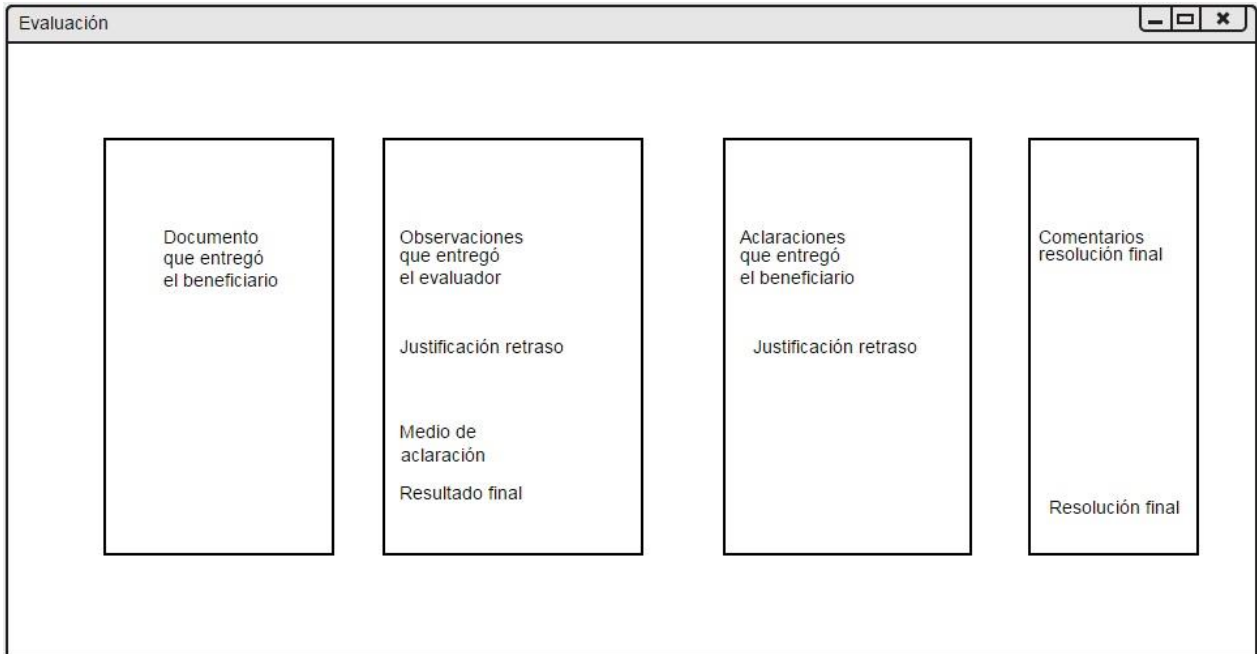 Evaluación
Documento
que entregó
el beneficiario
Observaciones
que entregó
el evaluador
Justificación retraso
Medio de
aclaración
Resultado final
Aclaraciones
que entregó
el beneficiario
Justificación retraso
Comentarios
resolución final
Resolución final